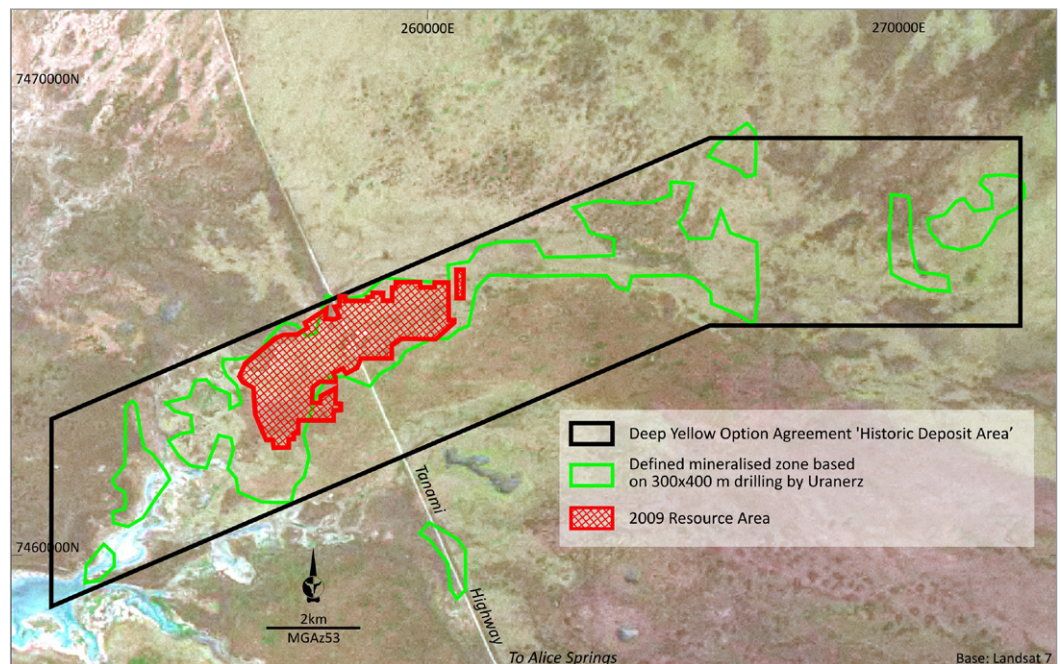 260000E
270000E
7470000N
Deep Yellow Option Agreement 'Historic Deposit Area'
Defined mineralised zone based
on 300x400 m drilling by Uranerz
2009 Resource Area
Tanami
Highway
7460000N
2km
MGAz53
To Alice Springs
Base: Landsat 7